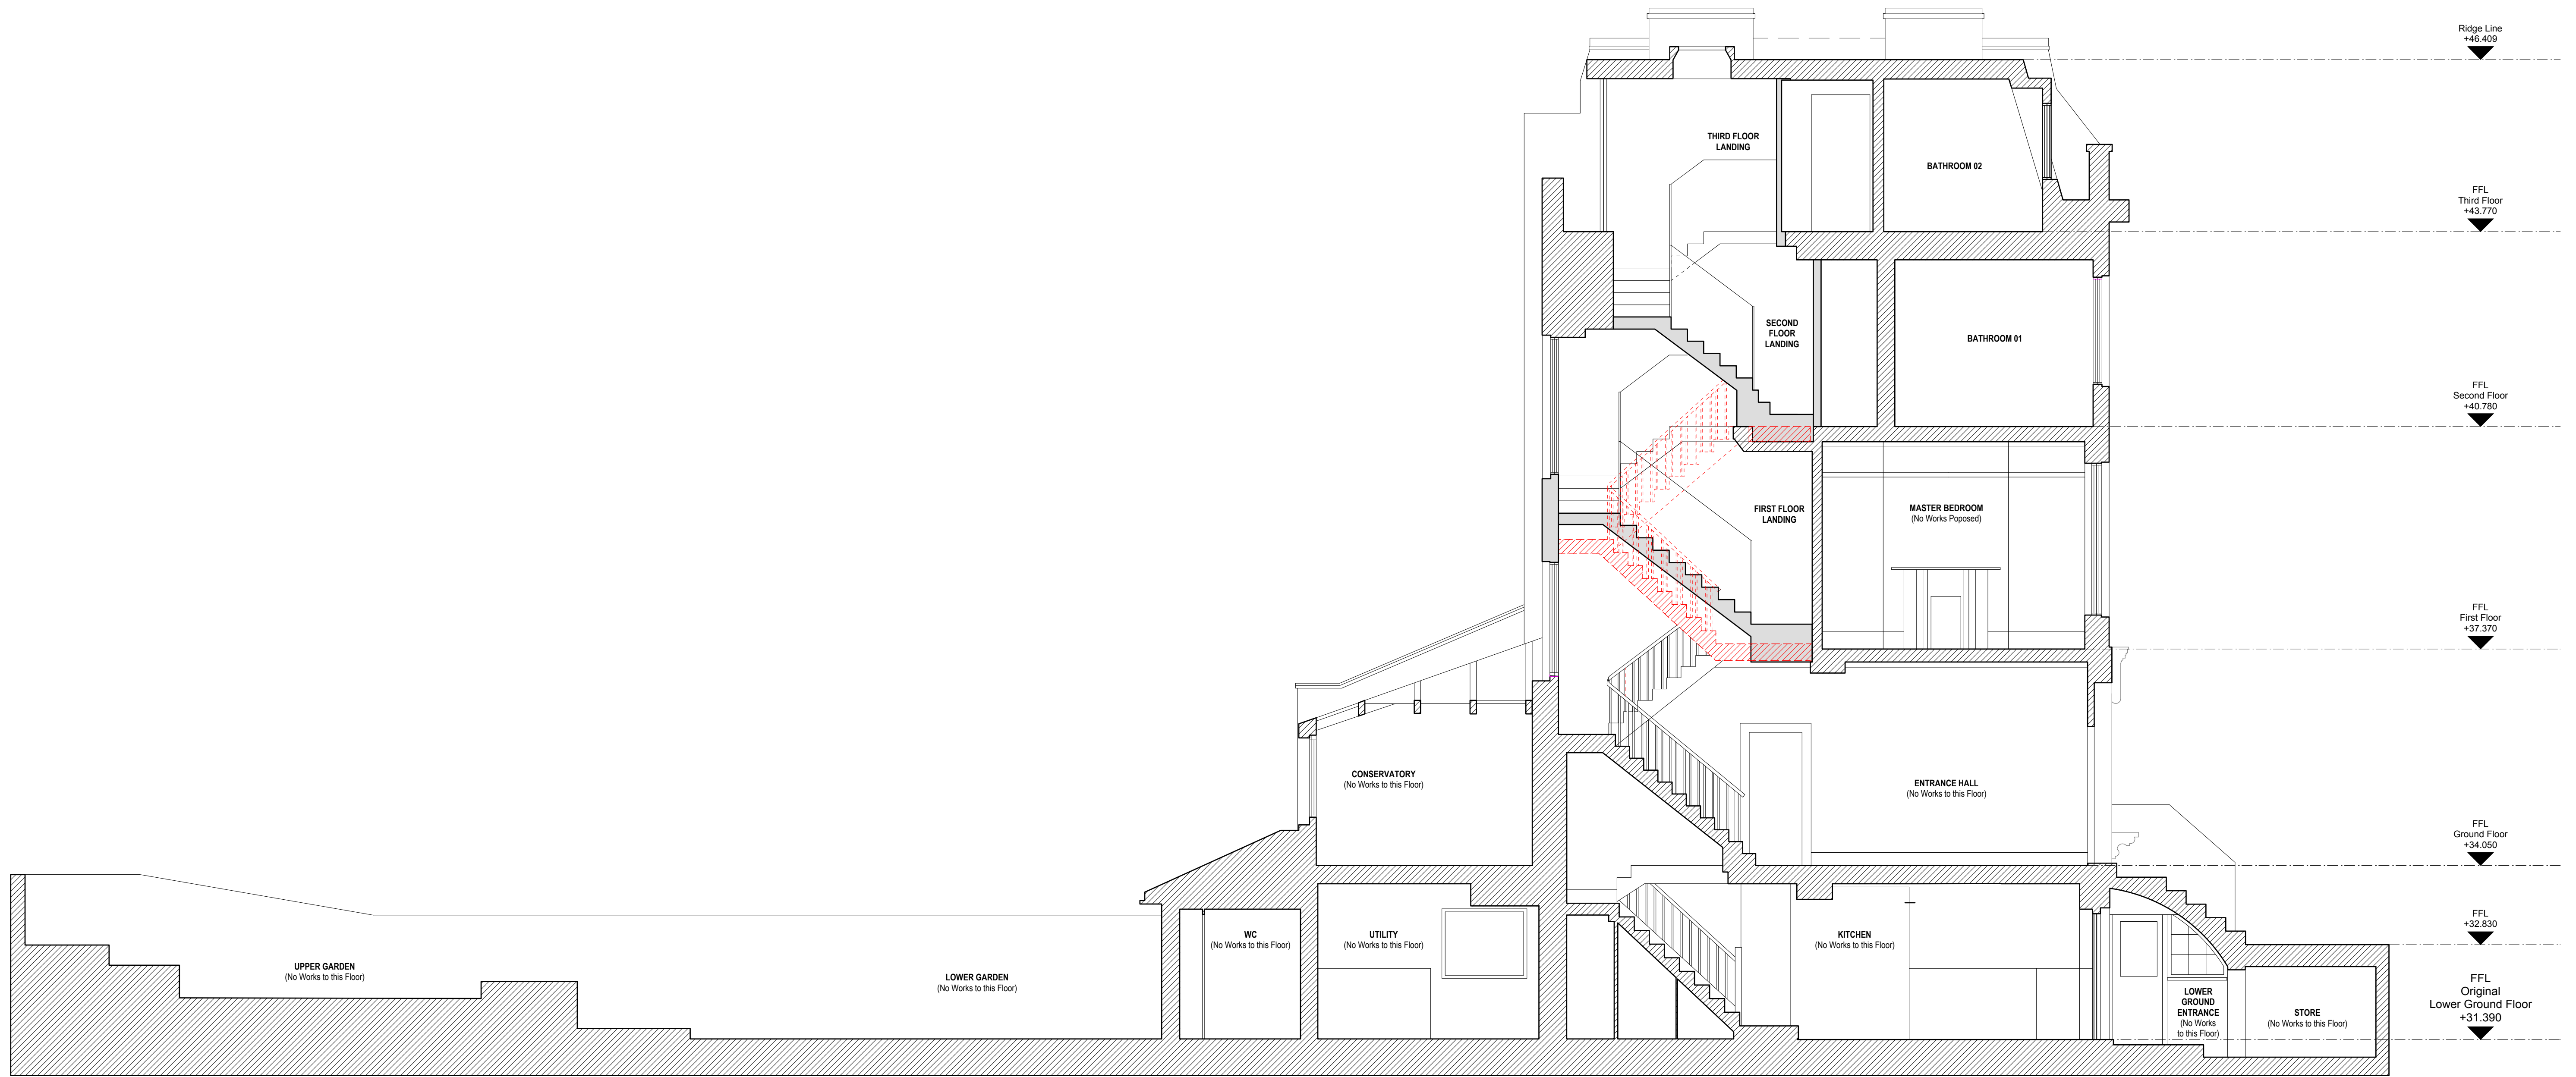 Ridge Line
+46.409
THIRD FLOOR
LANDING
BATHROOM 02
FFL
Third Floor
+43.770
SECOND
FLOOR
LANDING
BATHROOM 01
FFL
Second Floor
+40.780
FIRST FLOOR
LANDING
MASTER BEDROOM
(No Works Poposed)
FFL
First Floor
+37.370
CONSERVATORY
(No Works to this Floor)
ENTRANCE HALL
(No Works to this Floor)
FFL
Ground Floor
+34.050
WC
(No Works to this Floor)
UTILITY
(No Works to this Floor)
KITCHEN
(No Works to this Floor)
FFL
+32.830
UPPER GARDEN
(No Works to this Floor)
LOWER GARDEN
(No Works to this Floor)
LOWER
GROUND
ENTRANCE
(No Works
to this Floor)
STORE
(No Works to this Floor)
FFL
Original
Lower Ground Floor
+31.390